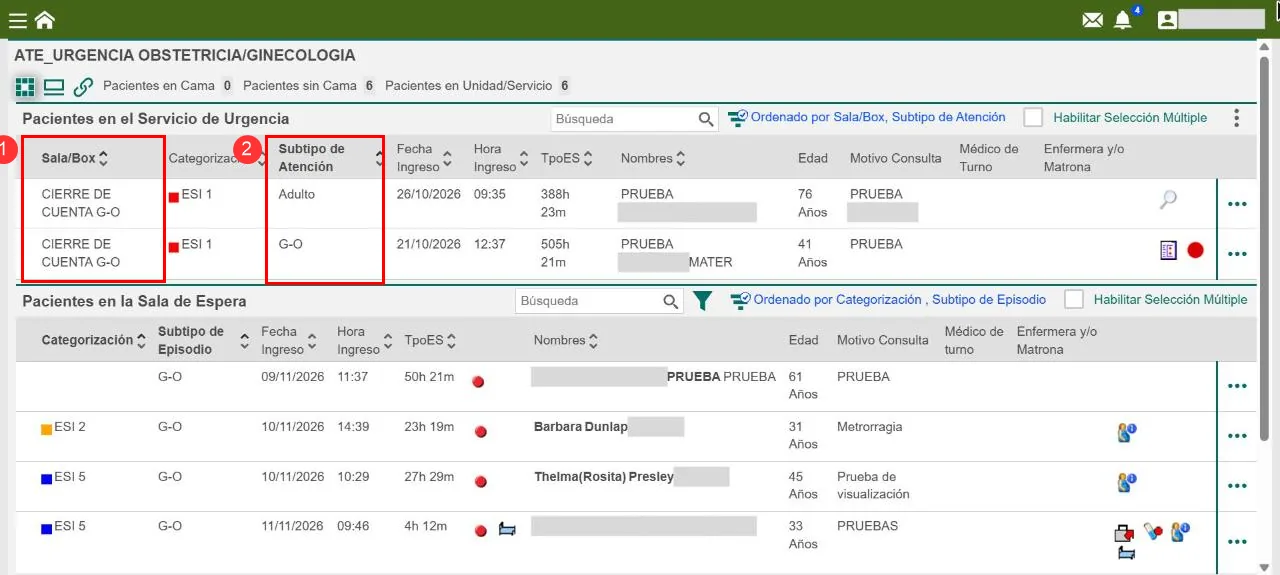 4
ATE_URGENCIA OBSTETRICIA/GINECOLOGIA
Pacientes en Cama 0 Pacientes sin Cama 6 Pacientes en Unidad/Servicio 6
Pacientes en el Servicio de Urgencia Búsqueda Ordenado por Sala/Box, Subtipo de Atención Habilitar Selección Múltiple
1 2
Sala/Box Categorizaci Subtipo de Atención Fecha Ingreso Hora Ingreso TpoES Nombres Edad Motivo Consulta Médico de Turno Enfermera y/o Matrona
CIERRE DE CUENTA G-O ESI 1 Adulto 26/10/2026 09:35 388h 23m PRUEBA 76 Años PRUEBA
CIERRE DE CUENTA G-O ESI 1 G-O 21/10/2026 12:37 505h 21m PRUEBA MATER 41 Años PRUEBA
Pacientes en la Sala de Espera Búsqueda Ordenado por Categorización , Subtipo de Episodio Habilitar Selección Múltiple
Categorización Subtipo de Episodio Fecha Ingreso Hora Ingreso TpoES Nombres Edad Motivo Consulta Médico de turno Enfermera y/o Matrona
G-O 09/11/2026 11:37 50h 21m PRUEBA PRUEBA 61 Años PRUEBA
ESI 2 G-O 10/11/2026 14:39 23h 19m Barbara Dunlap 31 Años Metrorragia
ESI 5 G-O 10/11/2026 10:29 27h 29m Thelma(Rosita) Presley 45 Años Prueba de visualización
ESI 5 G-O 11/11/2026 09:46 4h 12m 33 Años PRUEBAS